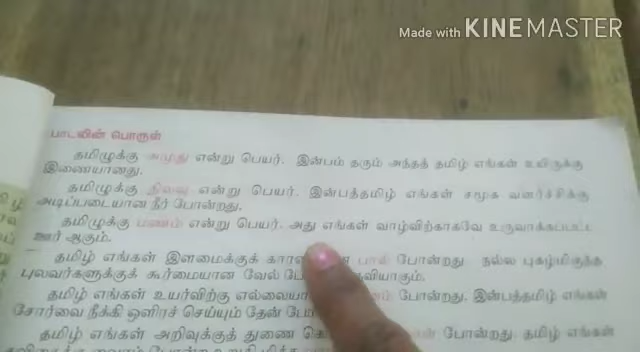 Made with KINEMASTER
பாடலின் பொருள்
தமிழுக்கு அமுது என்று பெயர். இன்பம் தரும் அந்தத் தமிழ் எங்கள் உயிருக்கு
இணையானது.
தமிழுக்கு நிலவு என்று பெயர். இன்பத்தமிழ் எங்கள் சமூக வளர்ச்சிக்கு
அடிப்படையான நீர் போன்றது.
தமிழுக்கு மணம் என்று பெயர். அது எங்கள் வாழ்விற்காகவே உருவாக்கப்பட்ட
ஊர் ஆகும்.
தமிழ் எங்கள் இளமைக்குக் பால் போன்றது. நல்ல புகழ்மிகுந்த
புலவர்களுக்குக் கூர்மையான வேல்
தமிழ் எங்கள் உயர்விற்கு போன்றது. இன்பத்தமிழ் எங்கள்
சோர்வை நீக்கி ஒளிரச் செய்யும் தேன்
தமிழ் எங்கள் அறிவுக்குத் துணை போன்றது. தமிழ் எங்கள்